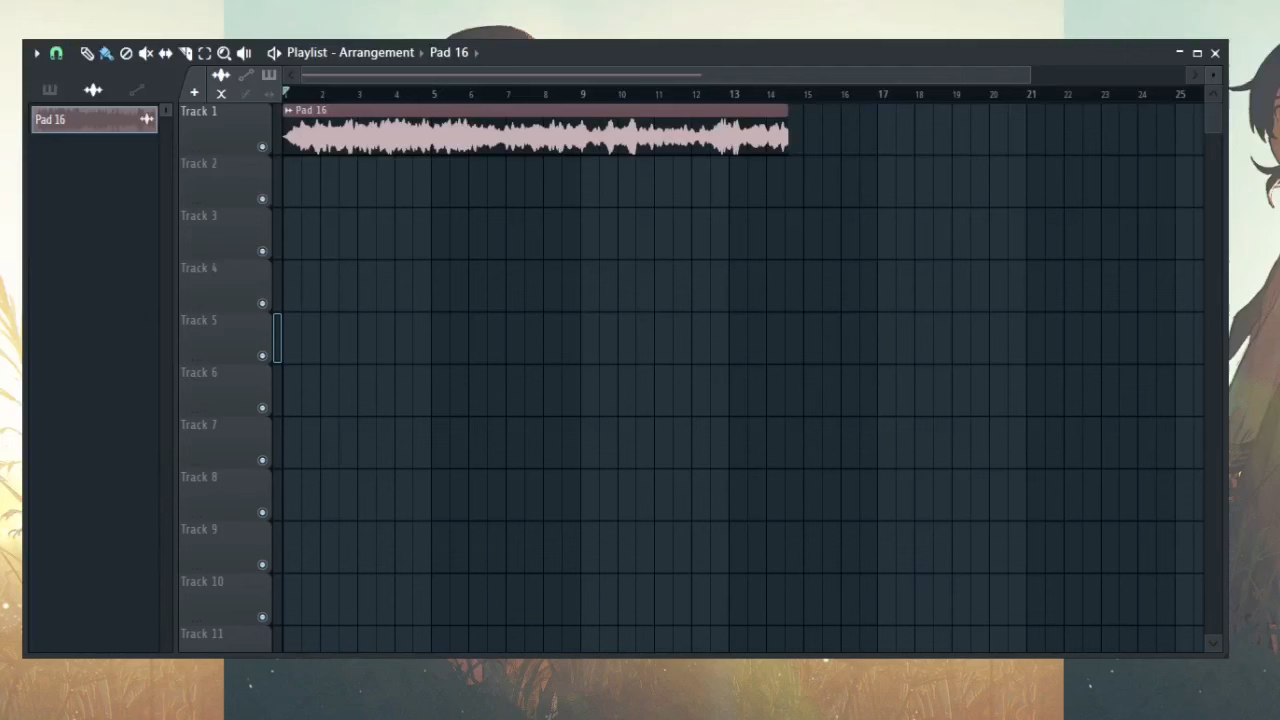 Playlist - Arrangement › Pad 16 ›
Pad 16
1 2 3 4 5 6 7 8 9 10 11 12 13 14 15 16 17 18 19 20 21 22 23 24 25
Track 1
Pad 16
Track 2
Track 3
Track 4
Track 5
Track 6
Track 7
Track 8
Track 9
Track 10
Track 11